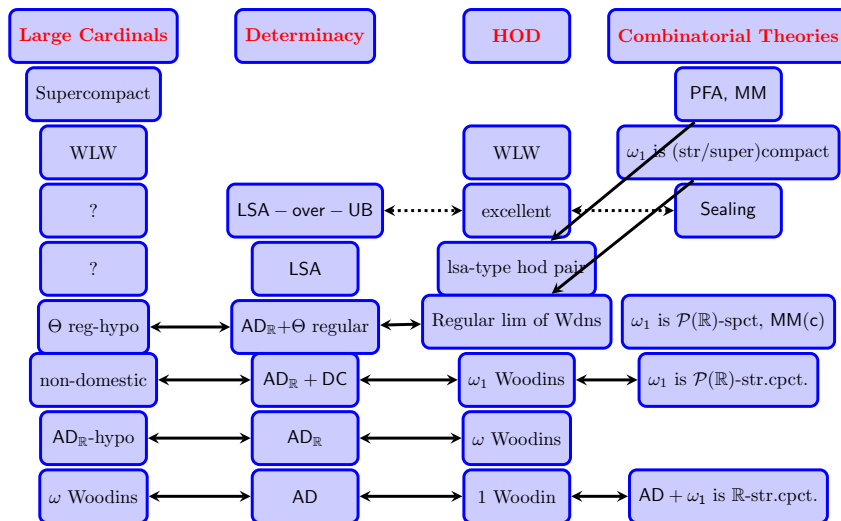 Large Cardinals Determinacy HOD Combinatorial Theories
Supercompact PFA, MM
WLW WLW ω₁ is (str/super)compact
? LSA − over − UB excellent Sealing
? LSA lsa-type hod pair
Θ reg-hypo AD_ℝ+Θ regular Regular lim of Wdns ω₁ is 𝒫(ℝ)-spct, MM(c)
non-domestic AD_ℝ + DC ω₁ Woodins ω₁ is 𝒫(ℝ)-str.cpct.
AD_ℝ-hypo AD_ℝ ω Woodins
ω Woodins AD 1 Woodin AD + ω₁ is ℝ-str.cpct.